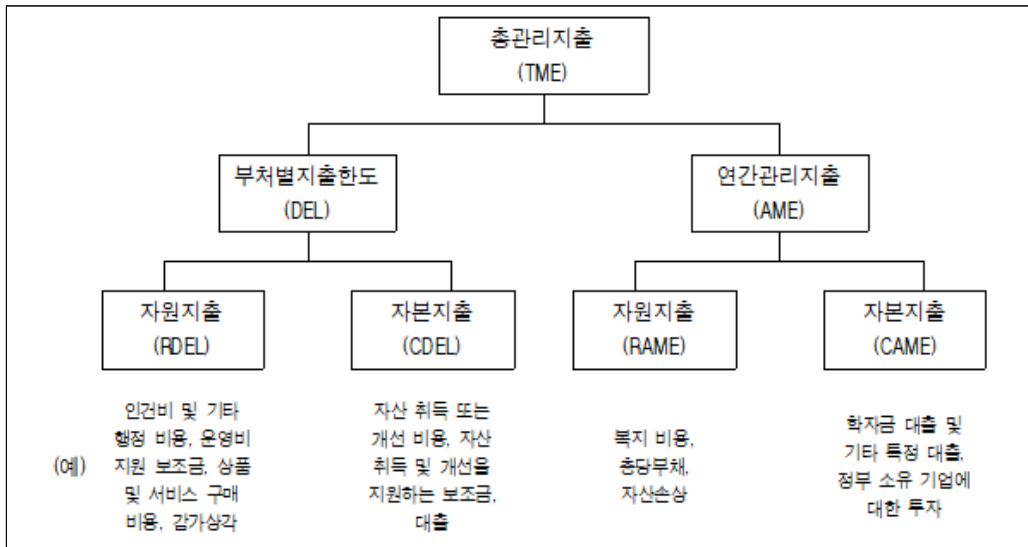 총관리지출
(TME)
부처별지출한도
(DEL)
연간관리지출
(AME)
자원지출
(RDEL)
자본지출
(CDEL)
자원지출
(RAME)
자본지출
(CAME)
(예)
인건비 및 기타
행정 비용, 운영비
지원 보조금, 상품
및 서비스 구매
비용, 감가상각
자산 취득 또는
개선 비용, 자산
취득 및 개선을
지원하는 보조금,
대출
복지 비용,
충당부채,
자산손상
학자금 대출 및
기타 특정 대출,
정부 소유 기업에
대한 투자